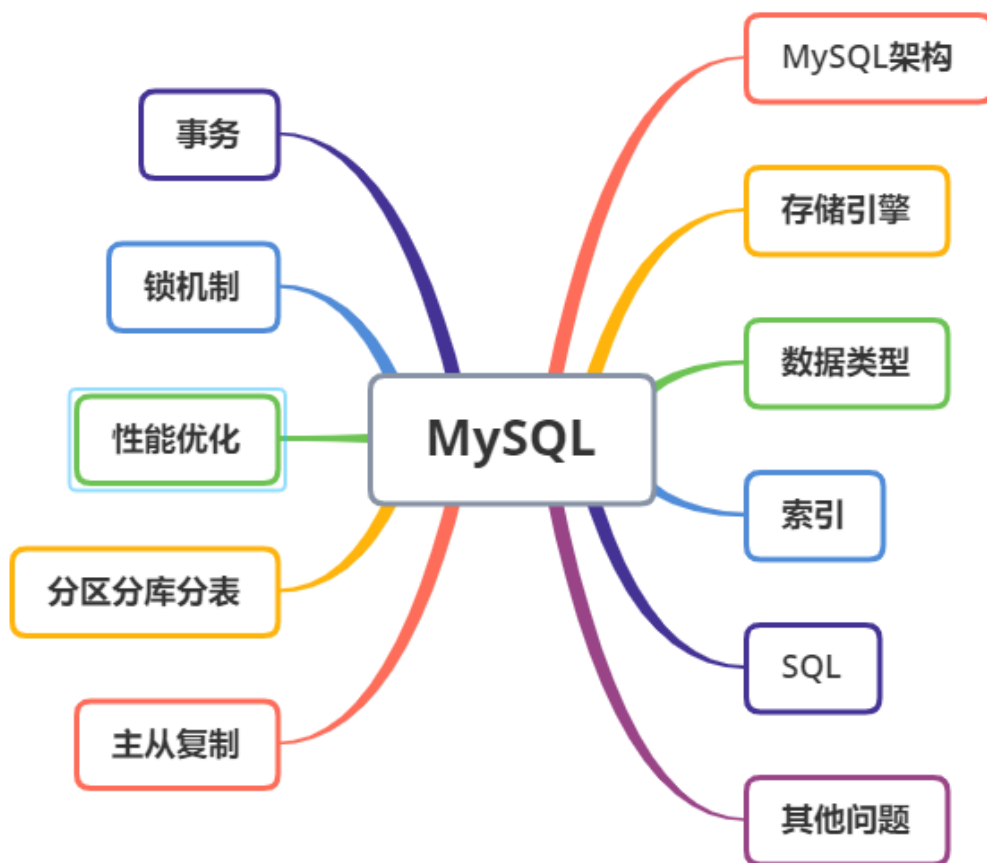 MySQL
MySQL架构
存储引擎
数据类型
索引
SQL
其他问题
事务
锁机制
性能优化
分区分库分表
主从复制